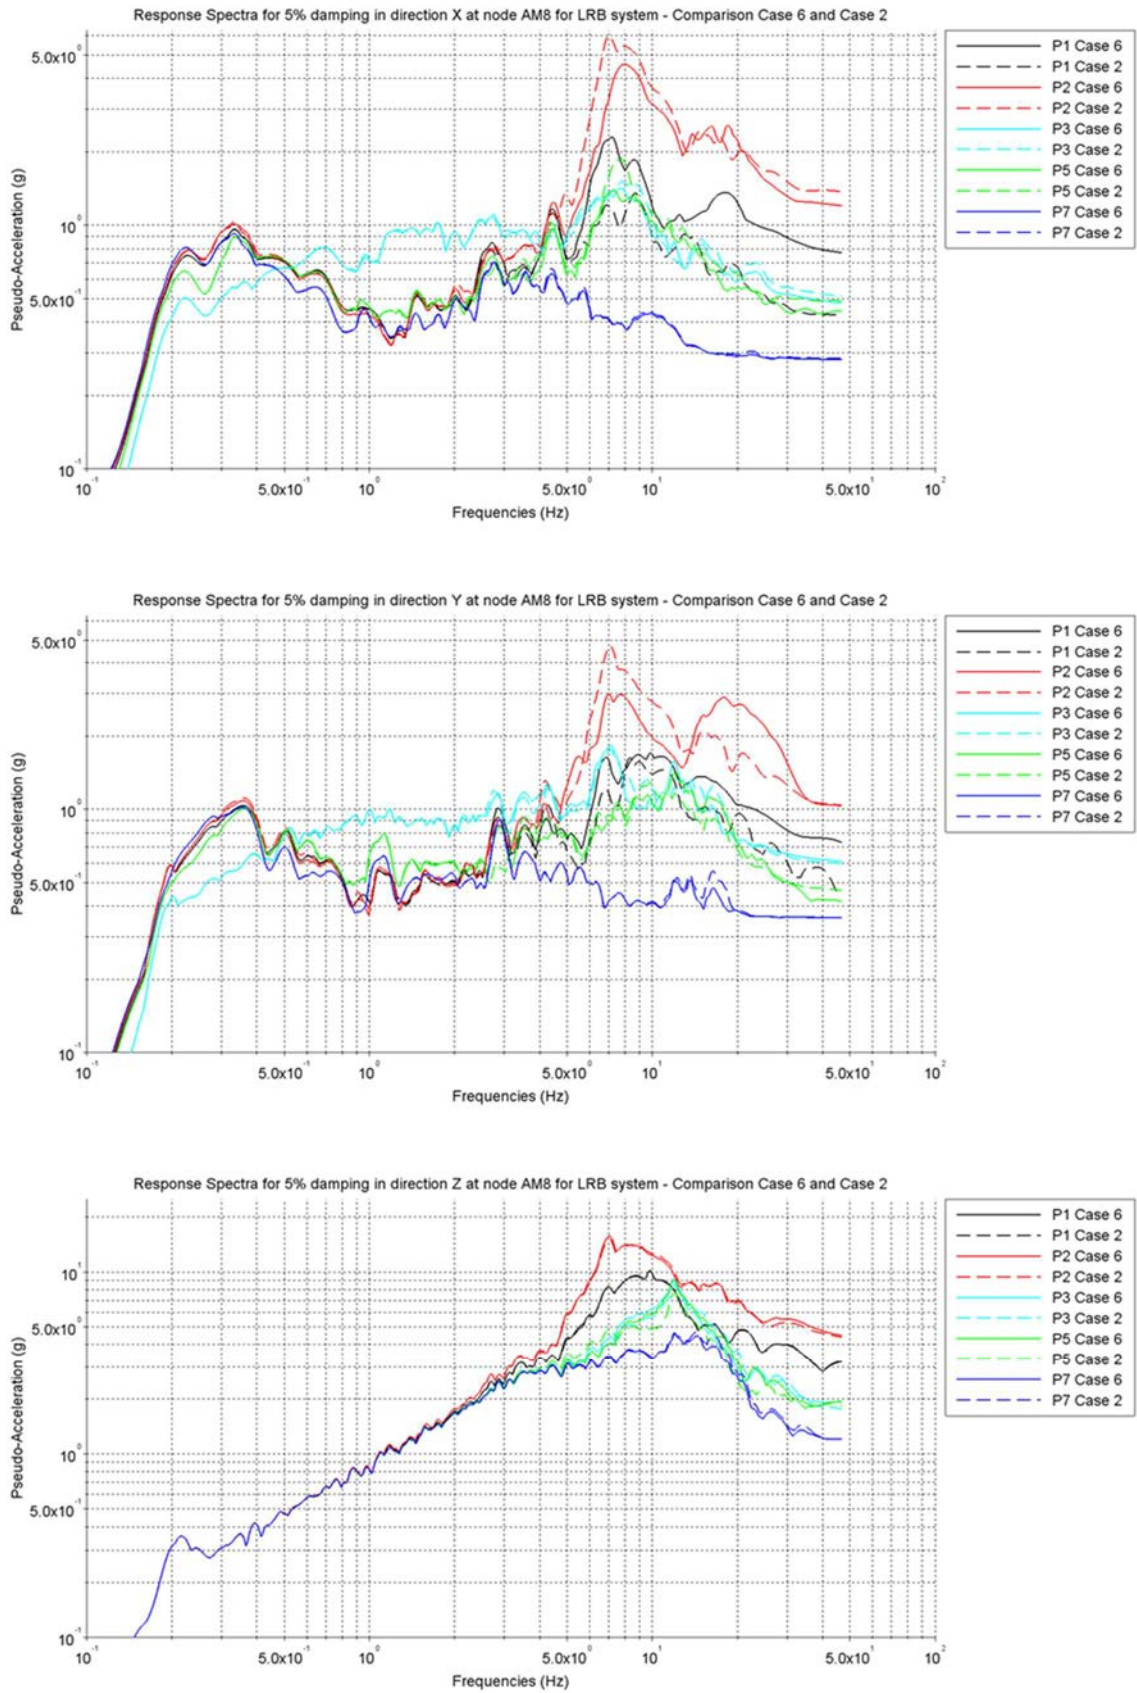 Response Spectra for 5% damping in direction X at node AM8 for LRB system - Comparison Case 6 and Case 2
Pseudo-Acceleration (g)
5.0x10⁰
10⁰
5.0x10⁻¹
10⁻¹
10⁻¹ 5.0x10⁻¹ 10⁰ 5.0x10⁰ 10¹ 5.0x10¹ 10²
Frequencies (Hz)
P1 Case 6
P1 Case 2
P2 Case 6
P2 Case 2
P3 Case 6
P3 Case 2
P5 Case 6
P5 Case 2
P7 Case 6
P7 Case 2
Response Spectra for 5% damping in direction Y at node AM8 for LRB system - Comparison Case 6 and Case 2
Pseudo-Acceleration (g)
5.0x10⁰
10⁰
5.0x10⁻¹
10⁻¹
10⁻¹ 5.0x10⁻¹ 10⁰ 5.0x10⁰ 10¹ 5.0x10¹ 10²
Frequencies (Hz)
P1 Case 6
P1 Case 2
P2 Case 6
P2 Case 2
P3 Case 6
P3 Case 2
P5 Case 6
P5 Case 2
P7 Case 6
P7 Case 2
Response Spectra for 5% damping in direction Z at node AM8 for LRB system - Comparison Case 6 and Case 2
Pseudo-Acceleration (g)
10¹
5.0x10⁰
10⁰
5.0x10⁻¹
10⁻¹
10⁻¹ 5.0x10⁻¹ 10⁰ 5.0x10⁰ 10¹ 5.0x10¹ 10²
Frequencies (Hz)
P1 Case 6
P1 Case 2
P2 Case 6
P2 Case 2
P3 Case 6
P3 Case 2
P5 Case 6
P5 Case 2
P7 Case 6
P7 Case 2